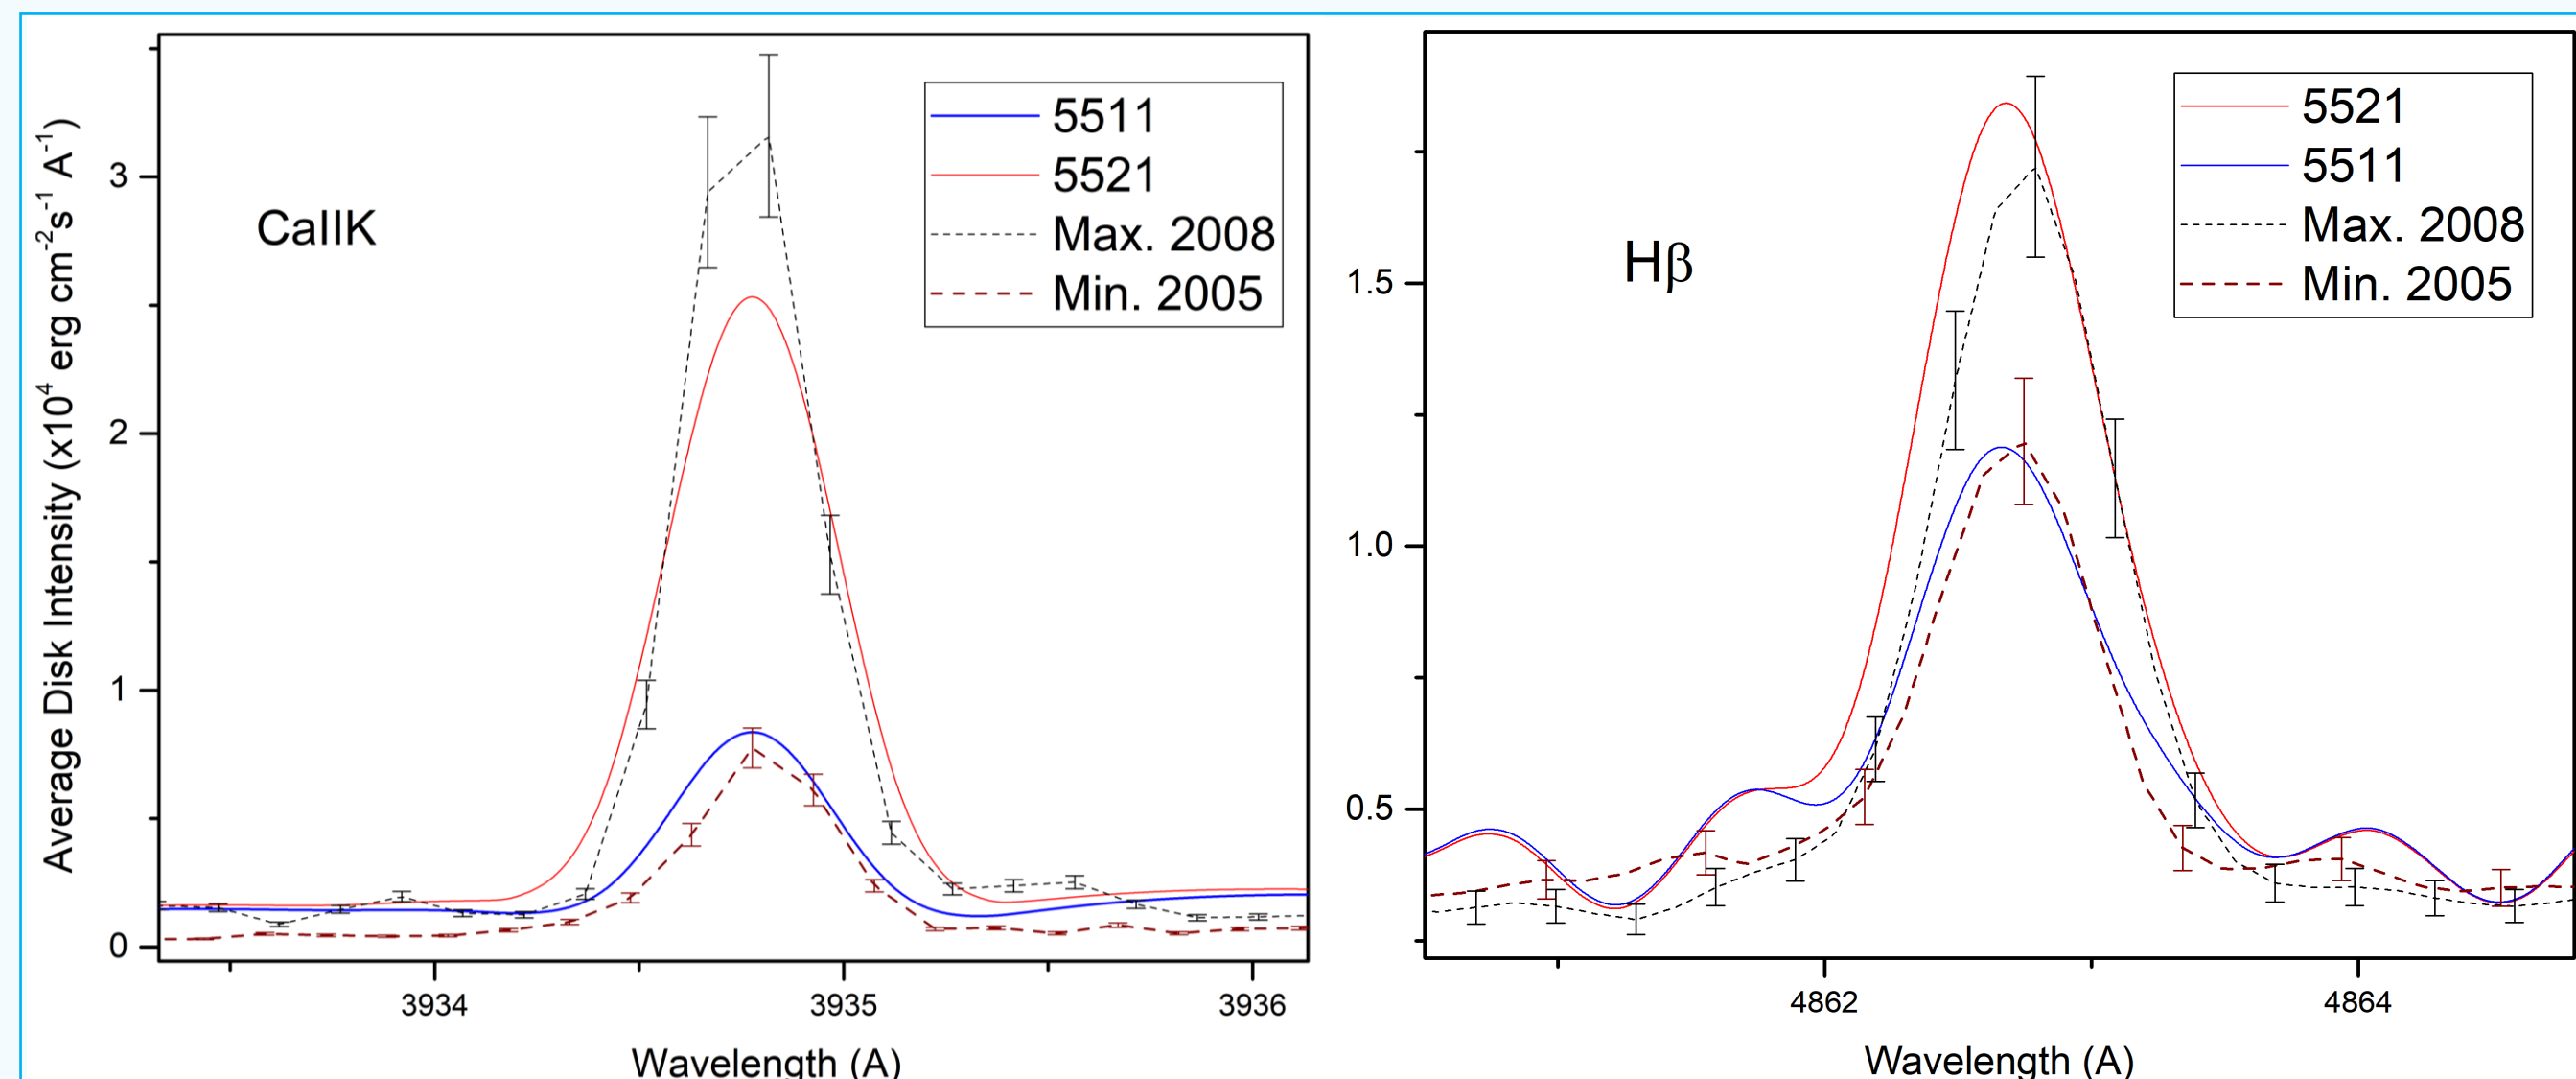 Average Disk Intensity (x10⁴ erg cm⁻²s⁻¹ A⁻¹)
3
2
1
0
CaIIK
5511
5521
Max. 2008
Min. 2005
3934
3935
3936
Wavelength (A)
1.5
1.0
0.5
Hβ
5521
5511
Max. 2008
Min. 2005
4862
4864
Wavelength (A)